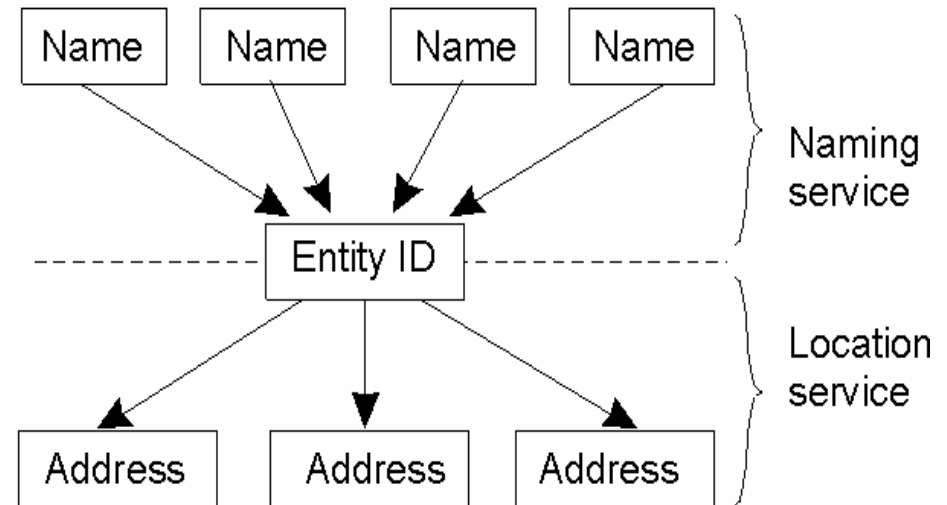 Name
Name
Name
Name
Naming
service
Entity ID
Location
service
Address
Address
Address